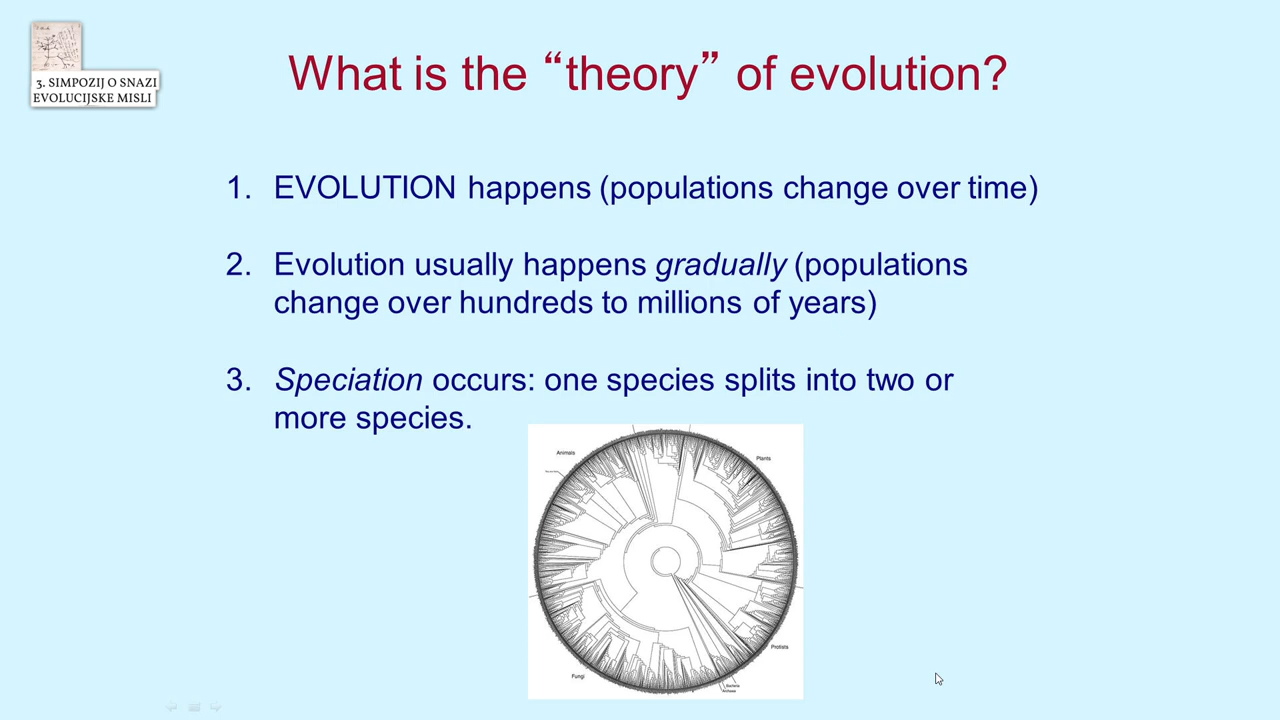 3. SIMPOZIJ O SNAZI
EVOLUCIJSKE MISLI
What is the “theory” of evolution?
1. EVOLUTION happens (populations change over time)
2. Evolution usually happens gradually (populations
change over hundreds to millions of years)
3. Speciation occurs: one species splits into two or
more species.
Animals
Plants
Protists
Bacteria
Archaea
Fungi